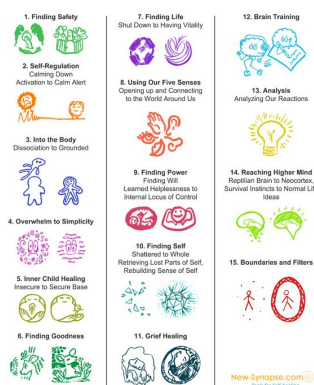 1. Finding Safety
2. Self-Regulation
Calming Down
Activation to Calm Alert
3. Into the Body
Dissociation to Grounded
4. Overwhelm to Simplicity
5. Inner Child Healing
Insecure to Secure Base
6. Finding Goodness
7. Finding Life
Shut Down to Having Vitality
8. Using Our Five Senses
Opening up and Connecting
to the World Around Us
9. Finding Power
Finding Will
Learned Helplessness to
Internal Locus of Control
10. Finding Self
Shattered to Whole
Retrieving Lost Parts of Self,
Rebuilding Sense of Self
11. Grief Healing
12. Brain Training
13. Analysis
Analyzing Our Reactions
14. Reaching Higher Mind
Reptilian Brain to Neocortex,
Survival Instincts to Normal Lif
Ideas
15. Boundaries and Filters
New-Synapse.com